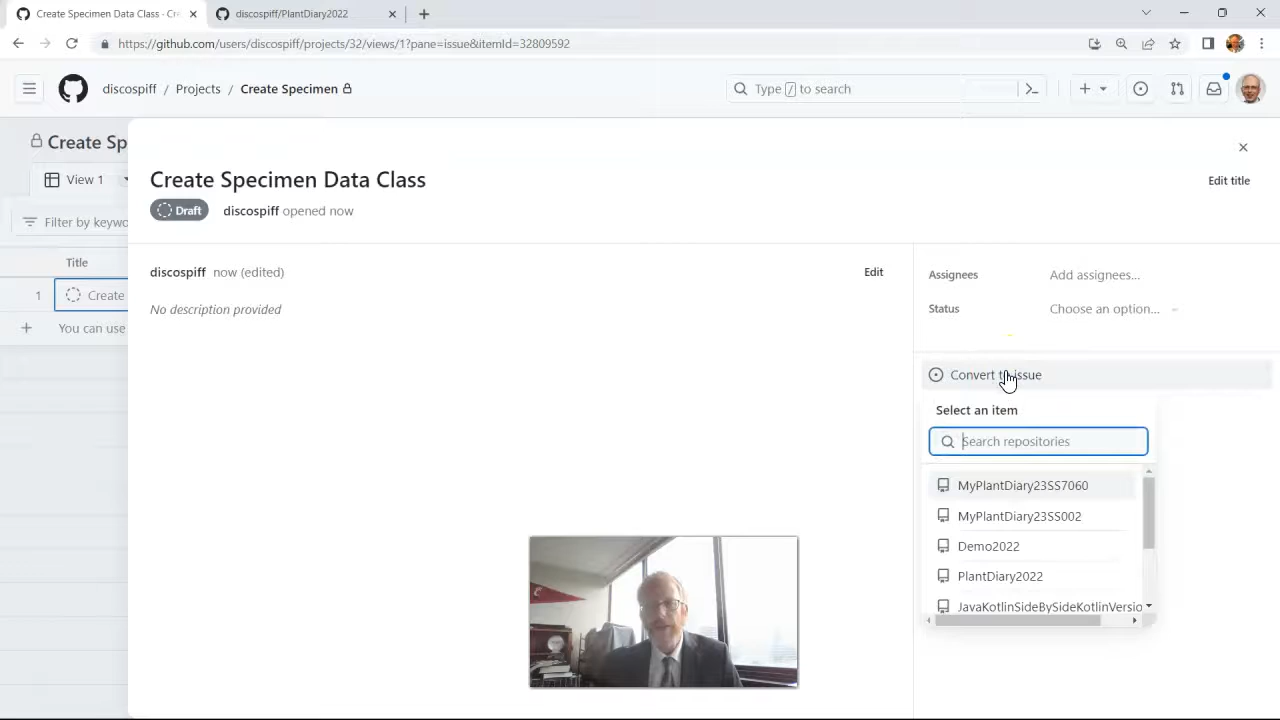 Create Specimen Data Class · Cr
discospiff/PlantDiary2022
https://github.com/users/discospiff/projects/32/views/1?pane=issue&itemId=32809592
discospiff / Projects / Create Specimen
Type / to search
Create Sp
View 1
Filter by keywo
Title
1 Create
You can use
Create Specimen Data Class
Edit title
Draft discospiff opened now
discospiff now (edited)
Edit
No description provided
Assignees Add assignees...
Status Choose an option...
Convert to issue
Select an item
Search repositories
MyPlantDiary23SS7060
MyPlantDiary23SS002
Demo2022
PlantDiary2022
JavaKotlinSideBySideKotlinVersio